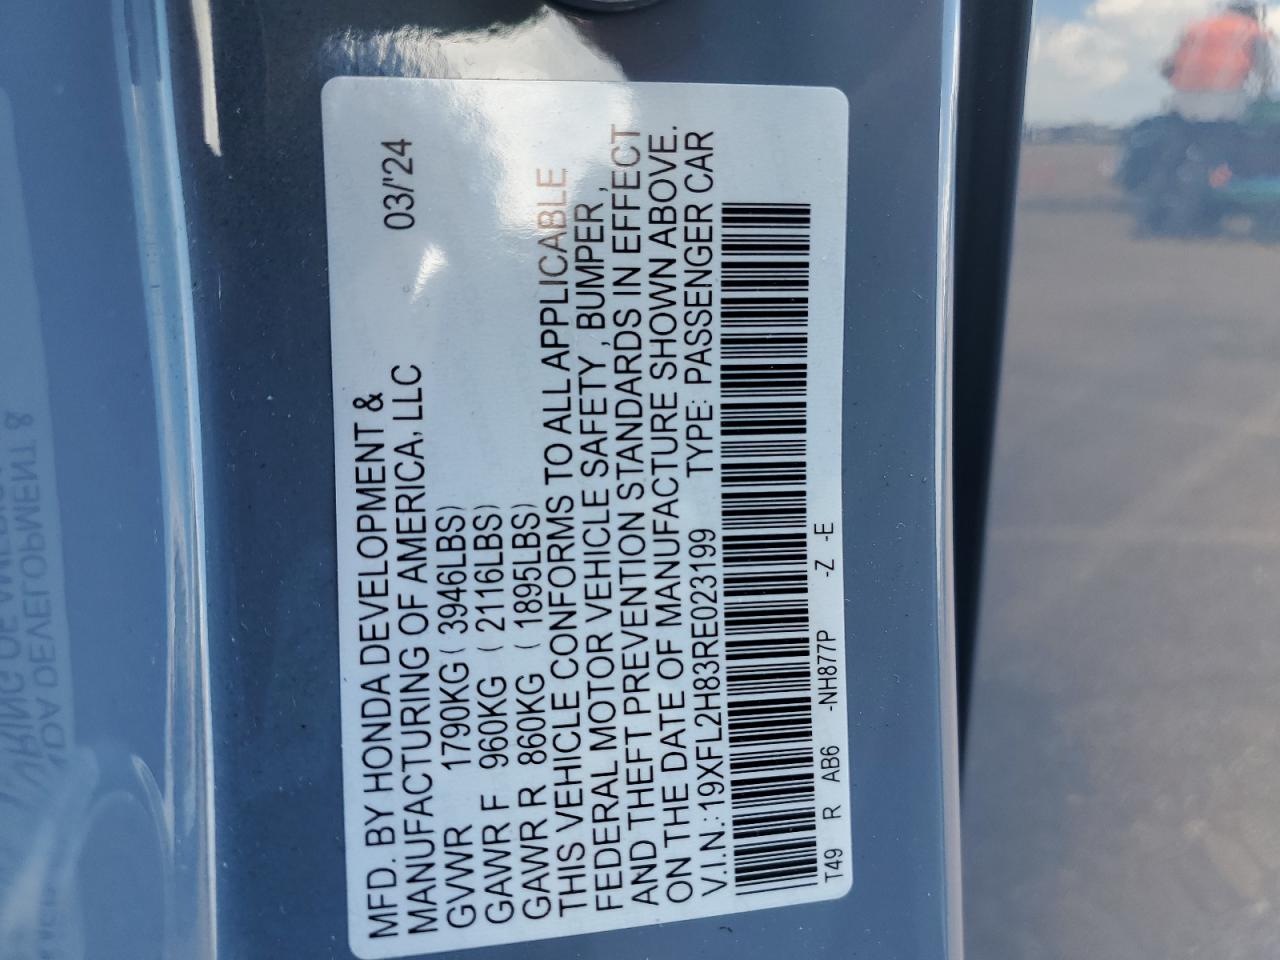 MFD. BY HONDA DEVELOPMENT &
MANUFACTURING OF AMERICA, LLC 03/'24
GVWR 1790KG ( 3946LBS)
GAWR F 960KG ( 2116LBS)
GAWR R 860KG ( 1895LBS)
THIS VEHICLE CONFORMS TO ALL APPLICABLE
FEDERAL MOTOR VEHICLE SAFETY , BUMPER ,
AND THEFT PREVENTION STANDARDS IN EFFECT
ON THE DATE OF MANUFACTURE SHOWN ABOVE.
V.I.N.:19XFL2H83RE023199 TYPE: PASSENGER CAR
T49 R AB6 -NH877P -Z -E